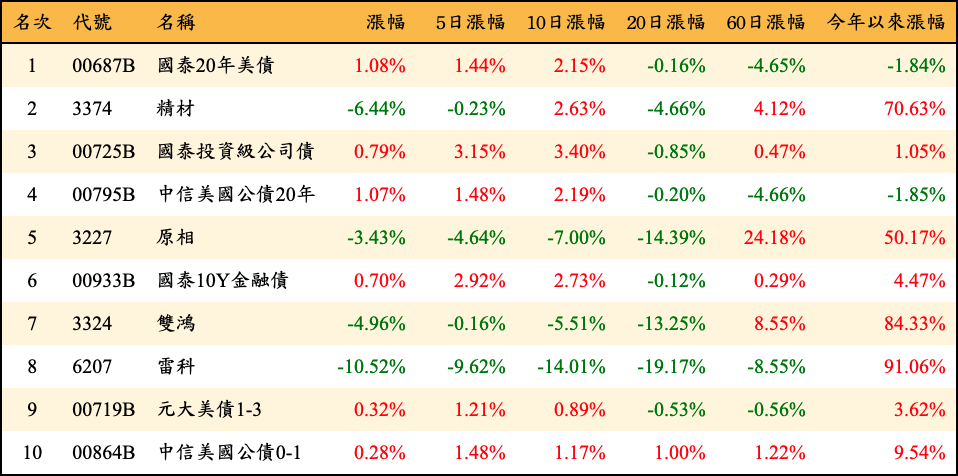 名次 代號 名稱 漲幅 5日漲幅 10日漲幅 20日漲幅 60日漲幅 今年以來漲幅
1 00687B 國泰20年美債 1.08% 1.44% 2.15% -0.16% -4.65% -1.84%
2 3374 精材 -6.44% -0.23% 2.63% -4.66% 4.12% 70.63%
3 00725B 國泰投資級公司債 0.79% 3.15% 3.40% -0.85% 0.47% 1.05%
4 00795B 中信美國公債20年 1.07% 1.48% 2.19% -0.20% -4.66% -1.85%
5 3227 原相 -3.43% -4.64% -7.00% -14.39% 24.18% 50.17%
6 00933B 國泰10Y金融債 0.70% 2.92% 2.73% -0.12% 0.29% 4.47%
7 3324 雙鴻 -4.96% -0.16% -5.51% -13.25% 8.55% 84.33%
8 6207 雷科 -10.52% -9.62% -14.01% -19.17% -8.55% 91.06%
9 00719B 元大美債1-3 0.32% 1.21% 0.89% -0.53% -0.56% 3.62%
10 00864B 中信美國公債0-1 0.28% 1.48% 1.17% 1.00% 1.22% 9.54%